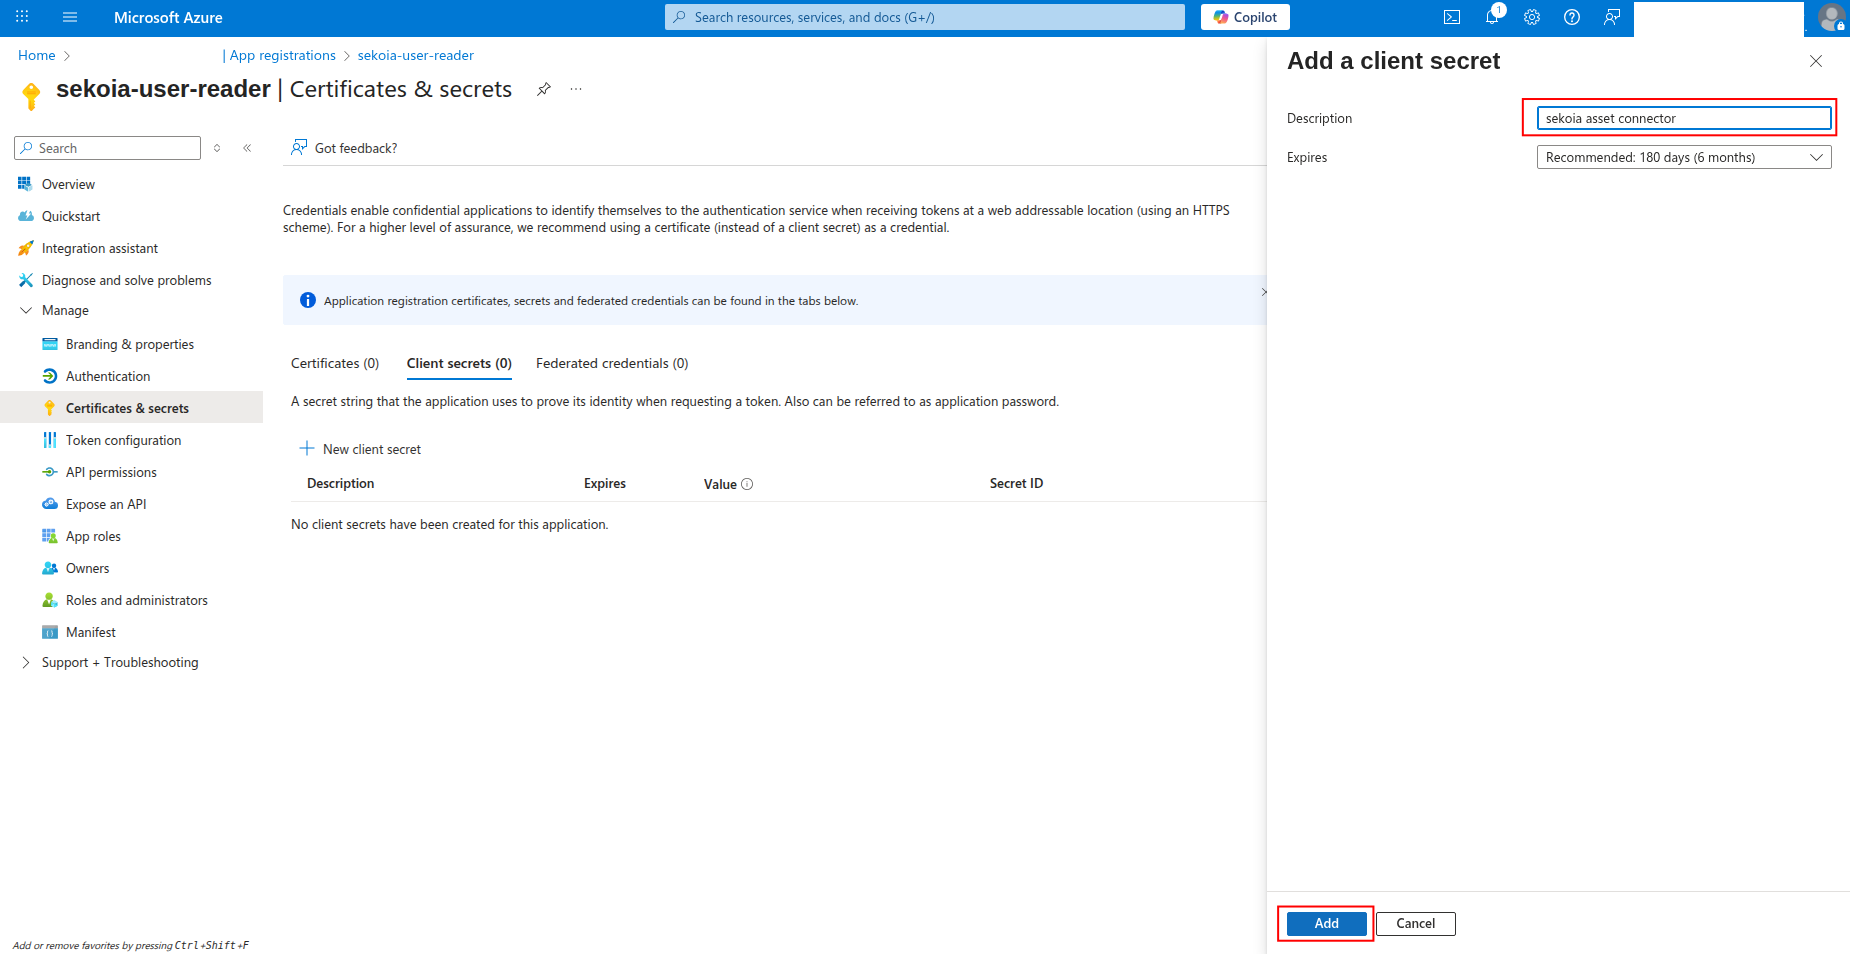 Microsoft Azure
Search resources, services, and docs (G+/)
Copilot
1
Home
| App registrations
sekoia-user-reader
sekoia-user-reader | Certificates & secrets
Search
Overview
Quickstart
Integration assistant
Diagnose and solve problems
Manage
Branding & properties
Authentication
Certificates & secrets
Token configuration
API permissions
Expose an API
App roles
Owners
Roles and administrators
Manifest
Support + Troubleshooting
Add or remove favorites by pressing Ctrl+Shift+F
Got feedback?
Credentials enable confidential applications to identify themselves to the authentication service when receiving tokens at a web addressable location (using an HTTPS
scheme). For a higher level of assurance, we recommend using a certificate (instead of a client secret) as a credential.
Application registration certificates, secrets and federated credentials can be found in the tabs below.
Certificates (0)
Client secrets (0)
Federated credentials (0)
A secret string that the application uses to prove its identity when requesting a token. Also can be referred to as application password.
New client secret
Description
Expires
Value
Secret ID
No client secrets have been created for this application.
Add a client secret
Description
sekoia asset connector
Expires
Recommended: 180 days (6 months)
Add
Cancel